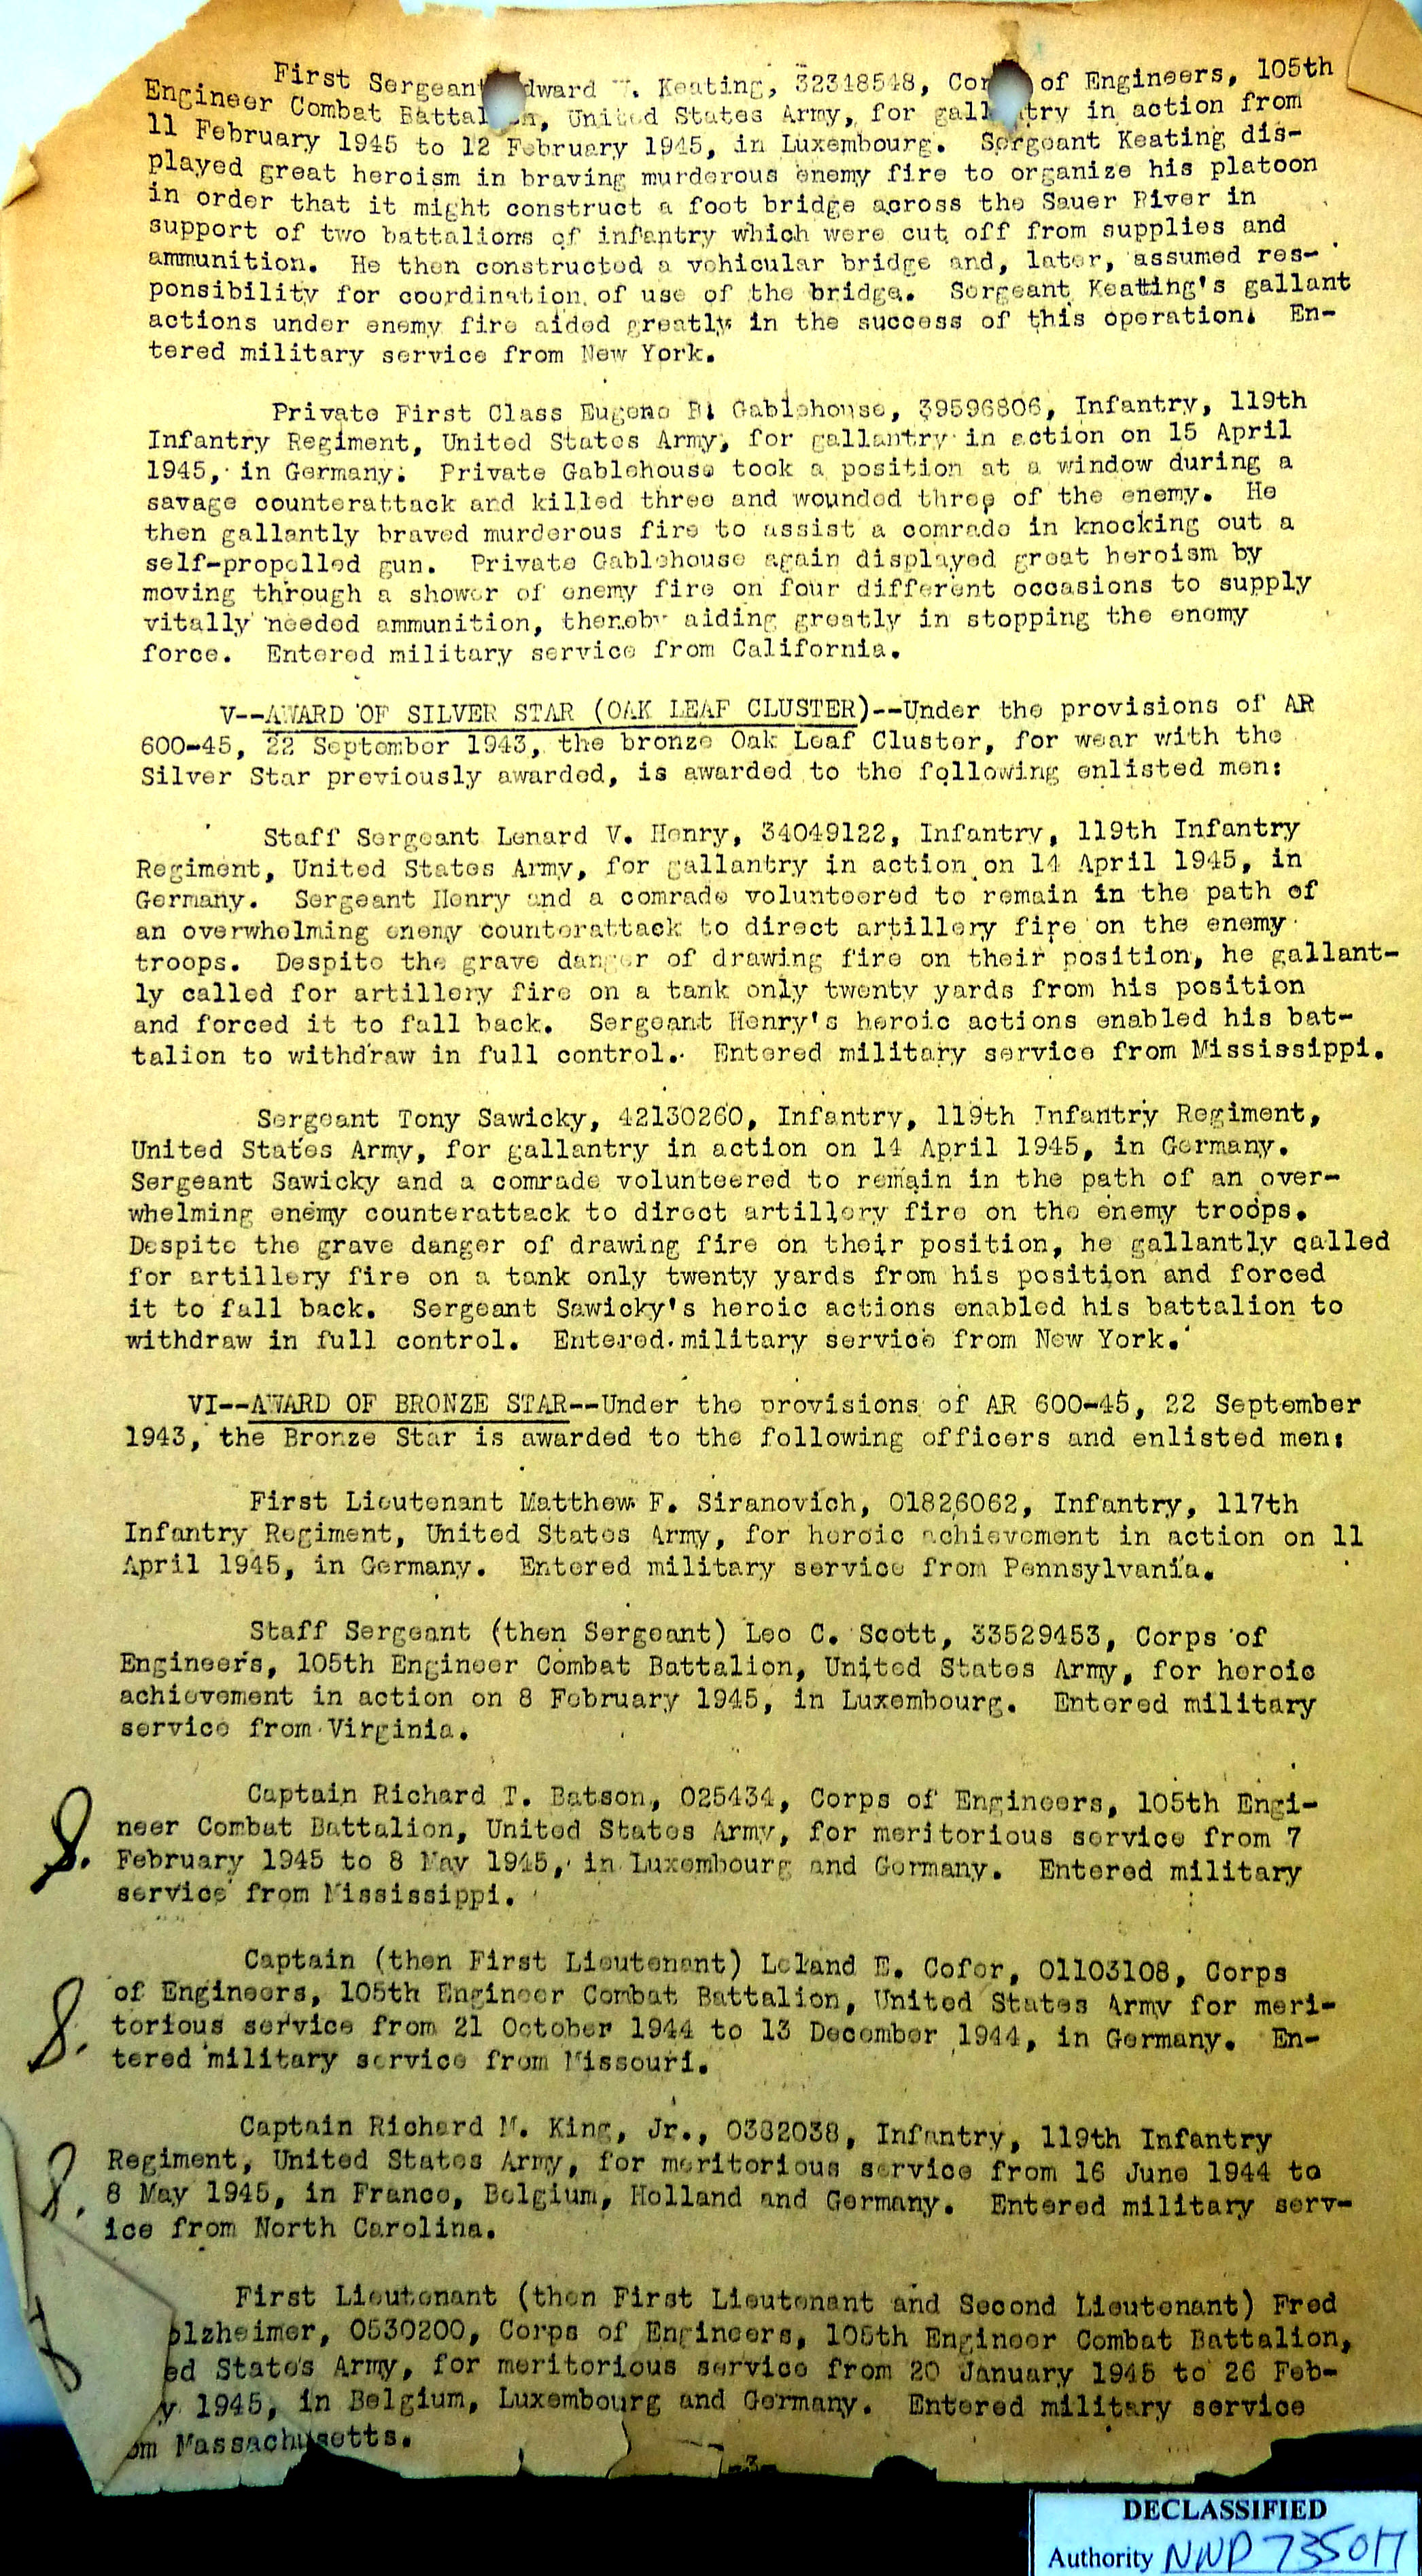 First Sergeant Edward . Keating, 32318518, Corps of Engineers, 105th
Engineer Combat Battalion, United States Army, for gallantry in action from
11 February 1945 to 12 February 1945, in Luxembourg. Sergeant Keating dis-
played great heroism in braving murderous enemy fire to organize his platoon
in order that it might construct a foot bridge across the Sauer River in
support of two battalions of infantry which were cut off from supplies and
ammunition. He then constructed a vehicular bridge and, later, assumed res-
ponsibility for coordination of use of the bridge. Sergeant Keating's gallant
actions under enemy fire aided greatly in the success of this operation. En-
tered military service from New York.
Private First Class Eugene B. Gablehouse, 39596806, Infantry, 119th
Infantry Regiment, United States Army, for gallantry in action on 15 April
1945, in Germany. Private Gablehouse took a position at a window during a
savage counterattack and killed three and wounded three of the enemy. He
then gallantly braved murderous fire to assist a comrade in knocking out a
self-propelled gun. Private Gablehouse again displayed great heroism by
moving through a shower of enemy fire on four different occasions to supply
vitally needed ammunition, thereby aiding greatly in stopping the enemy
force. Entered military service from California.
V--AWARD OF SILVER STAR (OAK LEAF CLUSTER)--Under the provisions of AR
600-45, 22 September 1943, the bronze Oak Leaf Cluster, for wear with the
Silver Star previously awarded, is awarded to the following enlisted men:
Staff Sergeant Lenard V. Henry, 34049122, Infantry, 119th Infantry
Regiment, United States Army, for gallantry in action on 14 April 1945, in
Germany. Sergeant Henry and a comrade volunteered to remain in the path of
an overwhelming enemy counterattack to direct artillery fire on the enemy
troops. Despite the grave danger of drawing fire on their position, he gallant-
ly called for artillery fire on a tank only twenty yards from his position
and forced it to fall back. Sergeant Henry's heroic actions enabled his bat-
talion to withdraw in full control. Entered military service from Mississippi.
Sergeant Tony Sawicky, 42130260, Infantry, 119th Infantry Regiment,
United States Army, for gallantry in action on 14 April 1945, in Germany.
Sergeant Sawicky and a comrade volunteered to remain in the path of an over-
whelming enemy counterattack to direct artillery fire on the enemy troops.
Despite the grave danger of drawing fire on their position, he gallantly called
for artillery fire on a tank only twenty yards from his position and forced
it to fall back. Sergeant Sawicky's heroic actions enabled his battalion to
withdraw in full control. Entered military service from New York.
VI--AWARD OF BRONZE STAR--Under the provisions of AR 600-45, 22 September
1943, the Bronze Star is awarded to the following officers and enlisted men:
First Lieutenant Matthew F. Siranovich, 01826062, Infantry, 117th
Infantry Regiment, United States Army, for heroic achievement in action on 11
April 1945, in Germany. Entered military service from Pennsylvania.
Staff Sergeant (then Sergeant) Leo C. Scott, 33529453, Corps of
Engineers, 105th Engineer Combat Battalion, United States Army, for heroic
achievement in action on 8 February 1945, in Luxembourg. Entered military
service from Virginia.
Captain Richard T. Batson, 025434, Corps of Engineers, 105th Engi-
neer Combat Battalion, United States Army, for meritorious service from 7
February 1945 to 8 May 1945, in Luxembourg and Germany. Entered military
service from Mississippi.
Captain (then First Lieutenant) Leland E. Cofer, 01103108, Corps
of Engineers, 105th Engineer Combat Battalion, United States Army for meri-
torious service from 21 October 1944 to 13 December 1944, in Germany. En-
tered military service from Missouri.
Captain Richard M. King, Jr., 0382038, Infantry, 119th Infantry
Regiment, United States Army, for meritorious service from 16 June 1944 to
8 May 1945, in France, Belgium, Holland and Germany. Entered military serv-
ice from North Carolina.
First Lieutenant (then First Lieutenant and Second Lieutenant) Fred
olzheimer, 0530200, Corps of Engineers, 105th Engineer Combat Battalion,
ed States Army, for meritorious service from 20 January 1945 to 26 Feb-
y 1945, in Belgium, Luxembourg and Germany. Entered military service
om Massachusetts.
-3-
DECLASSIFIED
Authority NND 735017